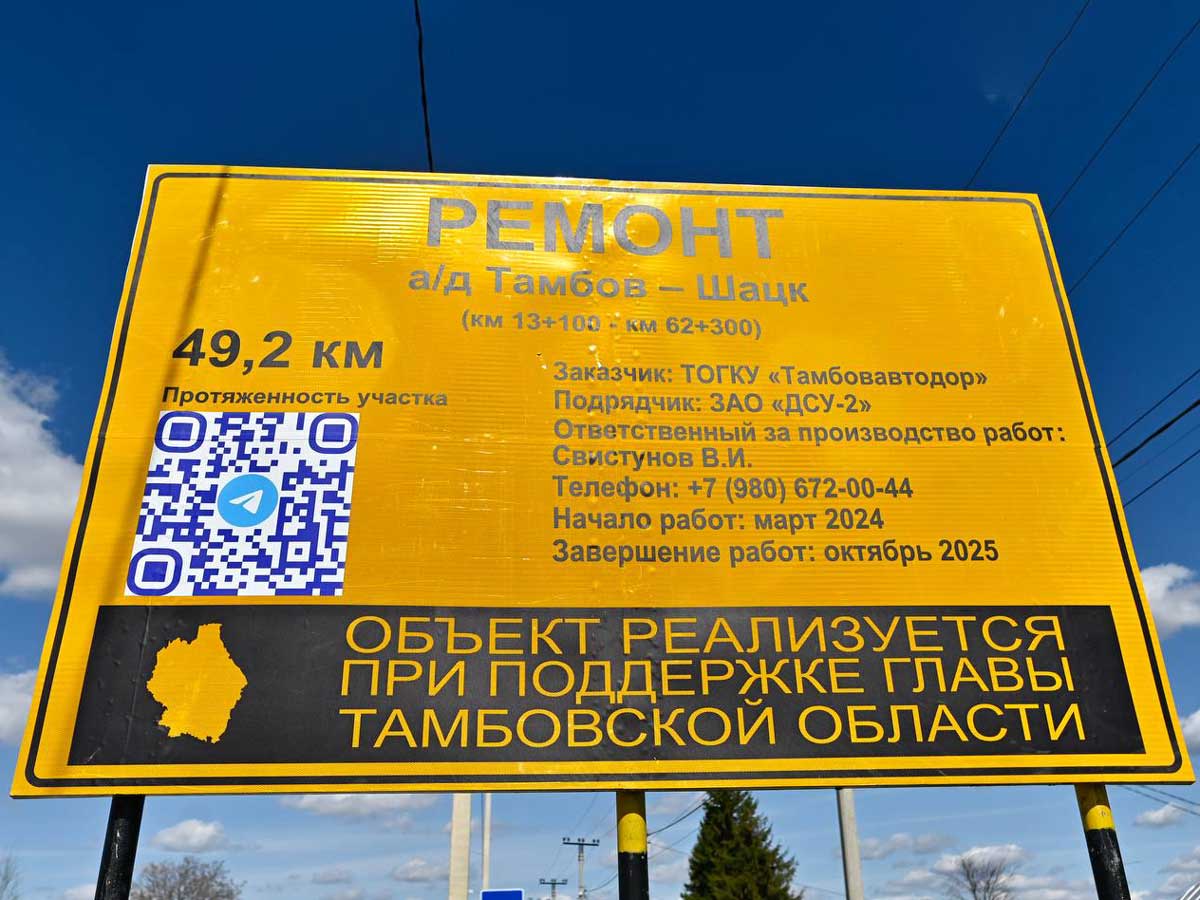 РЕМОНТ
а/д Тамбов – Шацк
(км 13+100 - км 62+300)
49,2 км
Протяженность участка
Заказчик: ТОГКУ «Тамбовавтодор»
Подрядчик: ЗАО «ДСУ-2»
Ответственный за производство работ:
Свистунов В.И.
Телефон: +7 (980) 672-00-44
Начало работ: март 2024
Завершение работ: октябрь 2025
ОБЪЕКТ РЕАЛИЗУЕТСЯ
ПРИ ПОДДЕРЖКЕ ГЛАВЫ
ТАМБОВСКОЙ ОБЛАСТИ